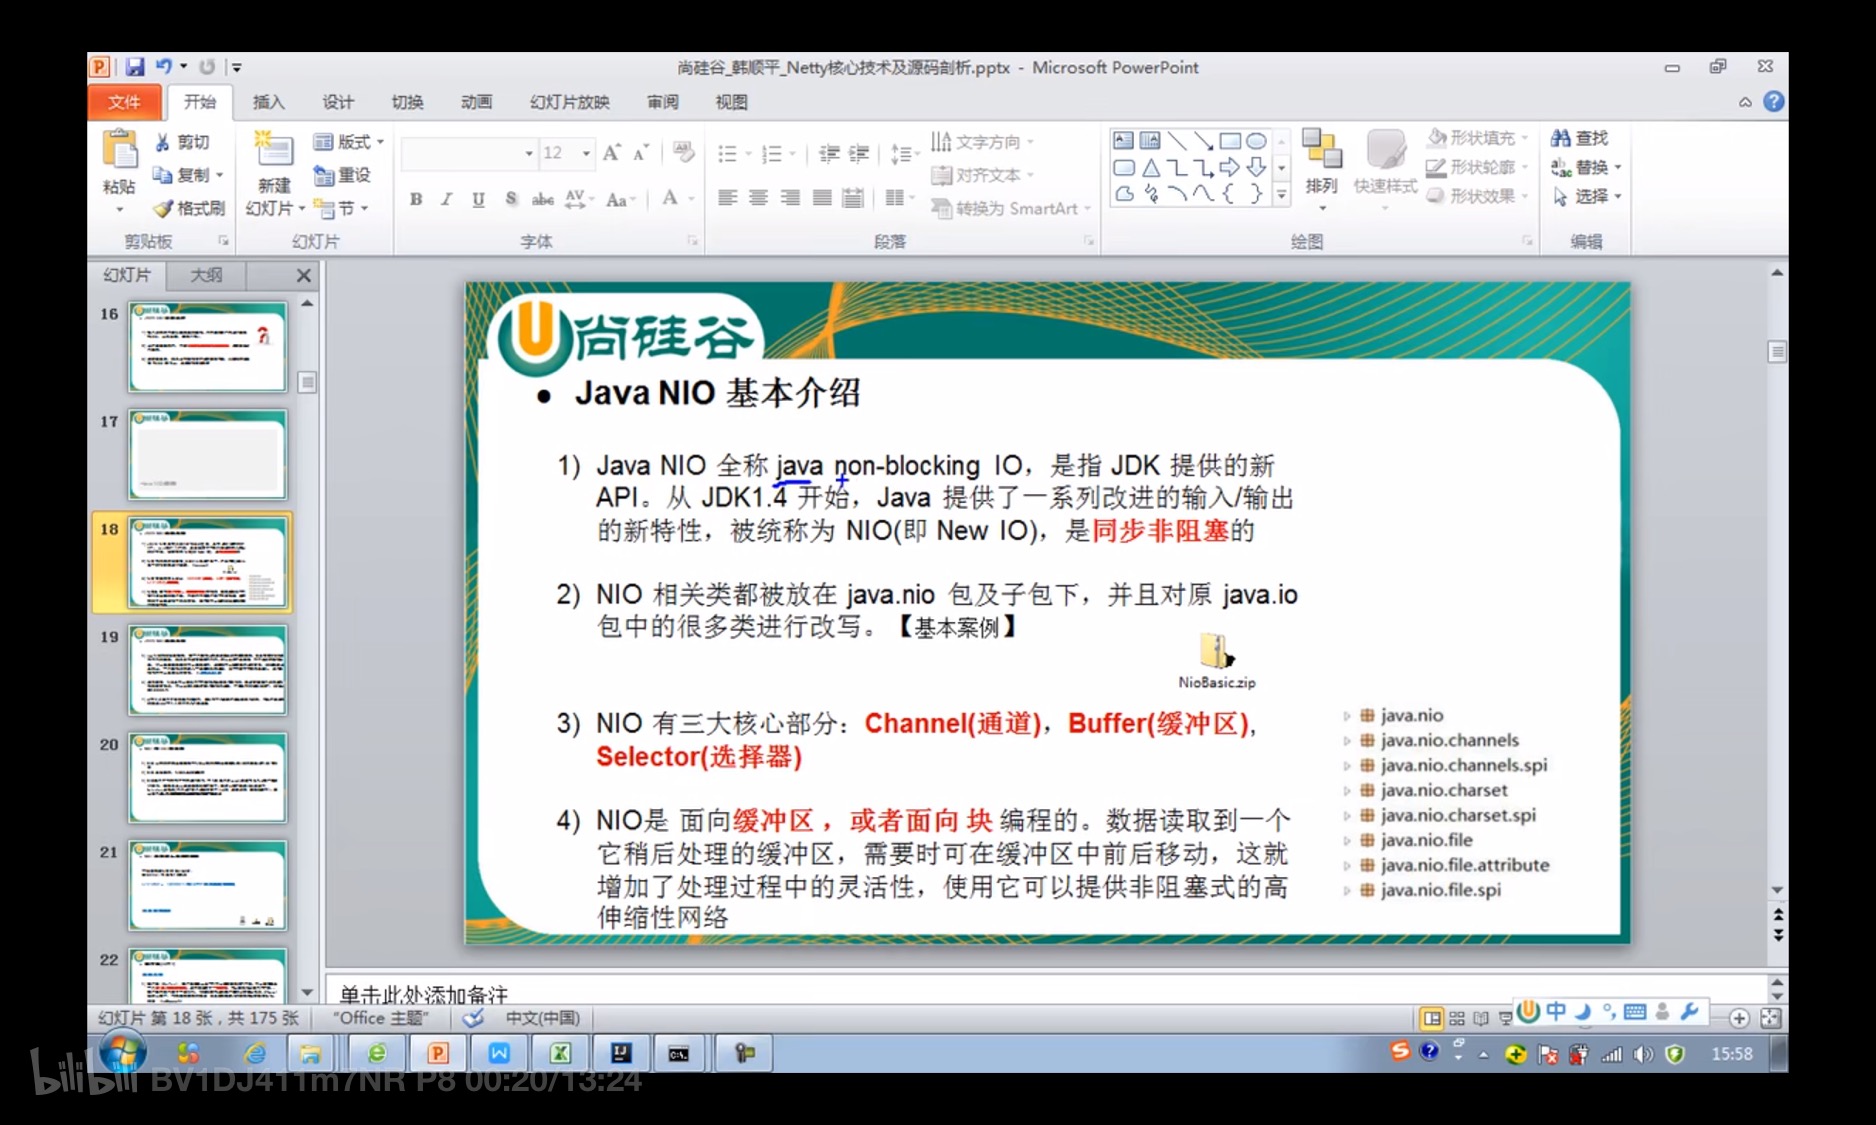 尚硅谷_韩顺平_Netty核心技术及源码剖析.pptx - Microsoft PowerPoint
文件 开始 插入 设计 切换 动画 幻灯片放映 审阅 视图
粘贴 剪切 复制 格式刷
剪贴板
新建
幻灯片 版式 重设 节
幻灯片
12
B I U S abc AV Aa A
字体
文字方向
对齐文本
转换为 SmartArt
段落
排列 快速样式
形状填充
形状轮廓
形状效果
绘图
查找
替换
选择
编辑
幻灯片 大纲
16
17
18
19
20
21
22
尚硅谷
● Java NIO 基本介绍
1) Java NIO 全称 java non-blocking IO，是指 JDK 提供的新
API。从 JDK1.4 开始，Java 提供了一系列改进的输入/输出
的新特性，被统称为 NIO(即 New IO)，是同步非阻塞的
2) NIO 相关类都被放在 java.nio 包及子包下，并且对原 java.io
包中的很多类进行改写。【基本案例】
NioBasic.zip
3) NIO 有三大核心部分：Channel(通道)，Buffer(缓冲区),
Selector(选择器)
4) NIO是 面向缓冲区 ，或者面向 块 编程的。数据读取到一个
它稍后处理的缓冲区，需要时可在缓冲区中前后移动，这就
增加了处理过程中的灵活性，使用它可以提供非阻塞式的高
伸缩性网络
java.nio
java.nio.channels
java.nio.channels.spi
java.nio.charset
java.nio.charset.spi
java.nio.file
java.nio.file.attribute
java.nio.file.spi
单击此处添加备注
幻灯片 第 18 张，共 175 张 "Office 主题" 中文(中国)
中
15:58
bilibili BV1DJ411m7NR P8 00:20/13:24